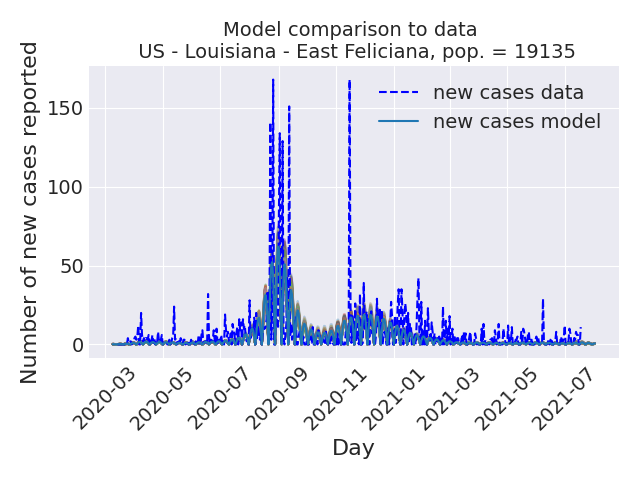 Model comparison to data
US - Louisiana - East Feliciana, pop. = 19135
Number of new cases reported
150
100
50
0
new cases data
new cases model
2020-03
2020-05
2020-07
2020-09
2020-11
2021-01
2021-03
2021-05
2021-07
Day